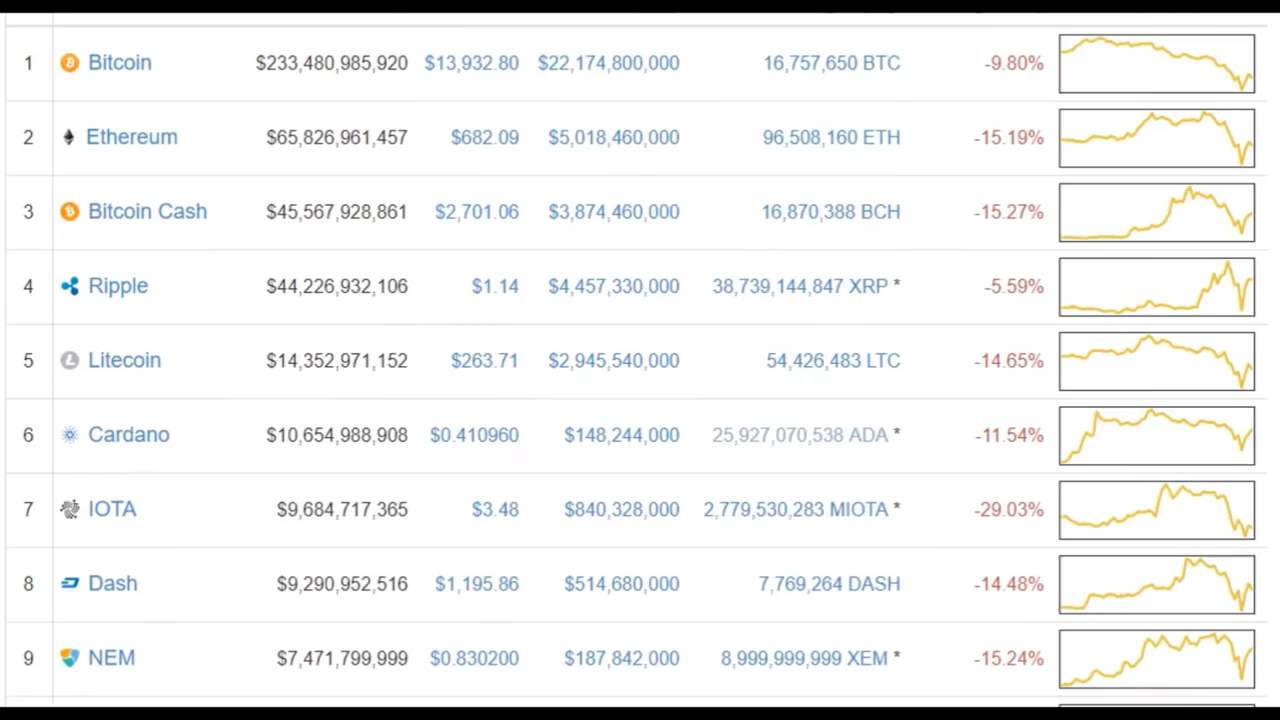 1 Bitcoin $233,480,985,920 $13,932.80 $22,174,800,000 16,757,650 BTC -9.80%
2 Ethereum $65,826,961,457 $682.09 $5,018,460,000 96,508,160 ETH -15.19%
3 Bitcoin Cash $45,567,928,861 $2,701.06 $3,874,460,000 16,870,388 BCH -15.27%
4 Ripple $44,226,932,106 $1.14 $4,457,330,000 38,739,144,847 XRP * -5.59%
5 Litecoin $14,352,971,152 $263.71 $2,945,540,000 54,426,483 LTC -14.65%
6 Cardano $10,654,988,908 $0.410960 $148,244,000 25,927,070,538 ADA * -11.54%
7 IOTA $9,684,717,365 $3.48 $840,328,000 2,779,530,283 MIOTA * -29.03%
8 Dash $9,290,952,516 $1,195.86 $514,680,000 7,769,264 DASH -14.48%
9 NEM $7,471,799,999 $0.830200 $187,842,000 8,999,999,999 XEM * -15.24%